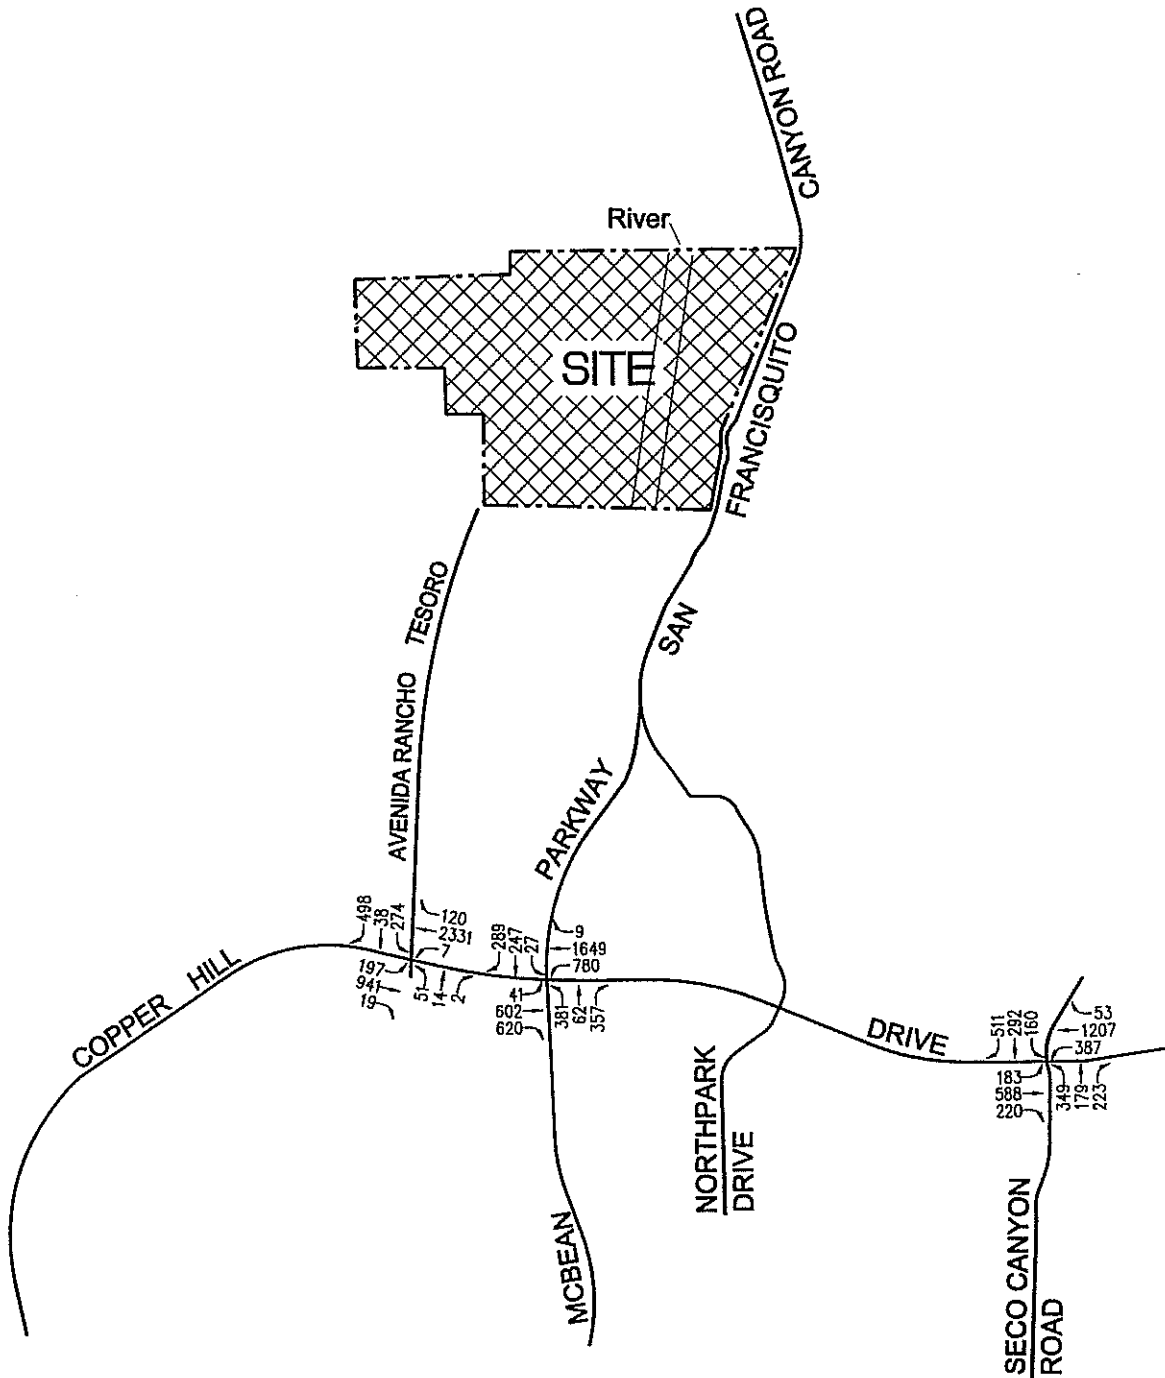 CANYON ROAD
River
SITE
FRANCISQUITO
SAN
TESORO
AVENIDA RANCHO
PARKWAY
COPPER HILL
498
38
274
120
2331
7
197
941
19
51
14
2
289
247
27
9
1649
780
41
602
620
381
62
357
DRIVE
NORTHPARK
DRIVE
MCBEAN
511
292
160
53
1207
387
183
588
220
349
179
223
SECO CANYON
ROAD